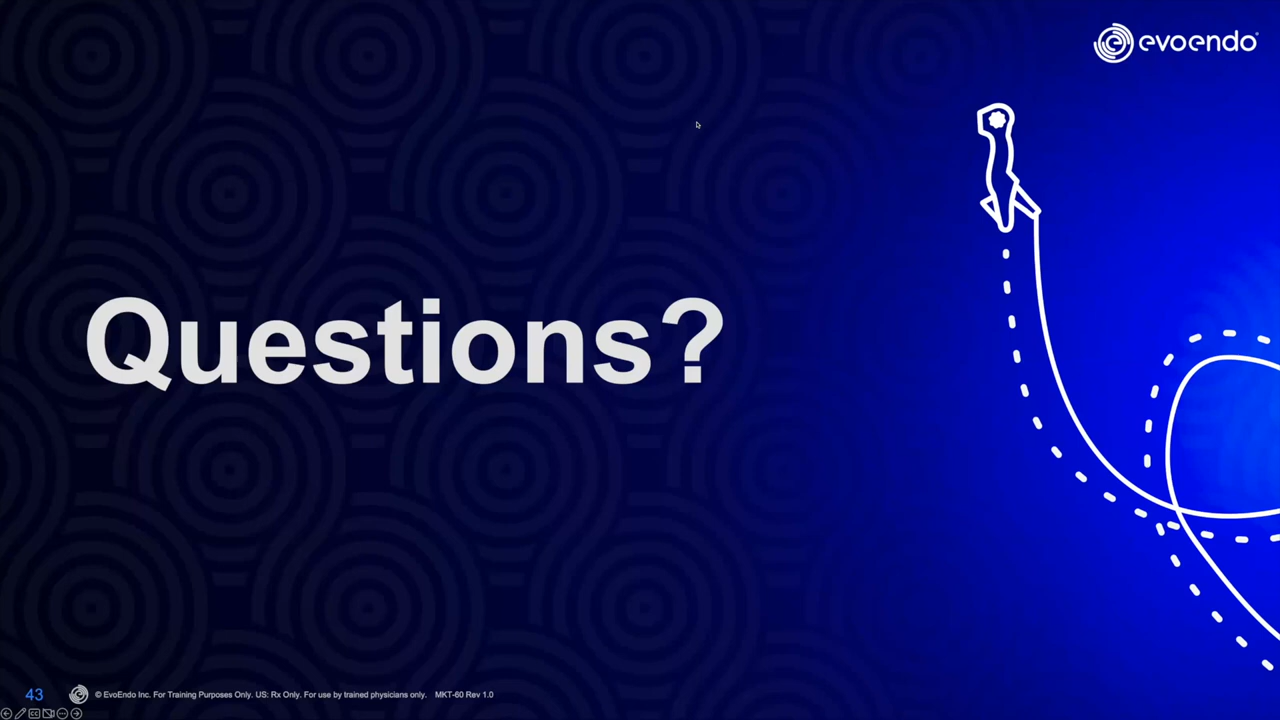 evoendo®
Questions?
43
© EvoEndo Inc. For Training Purposes Only. US: Rx Only. For use by trained physicians only. MKT-60 Rev 1.0
CC